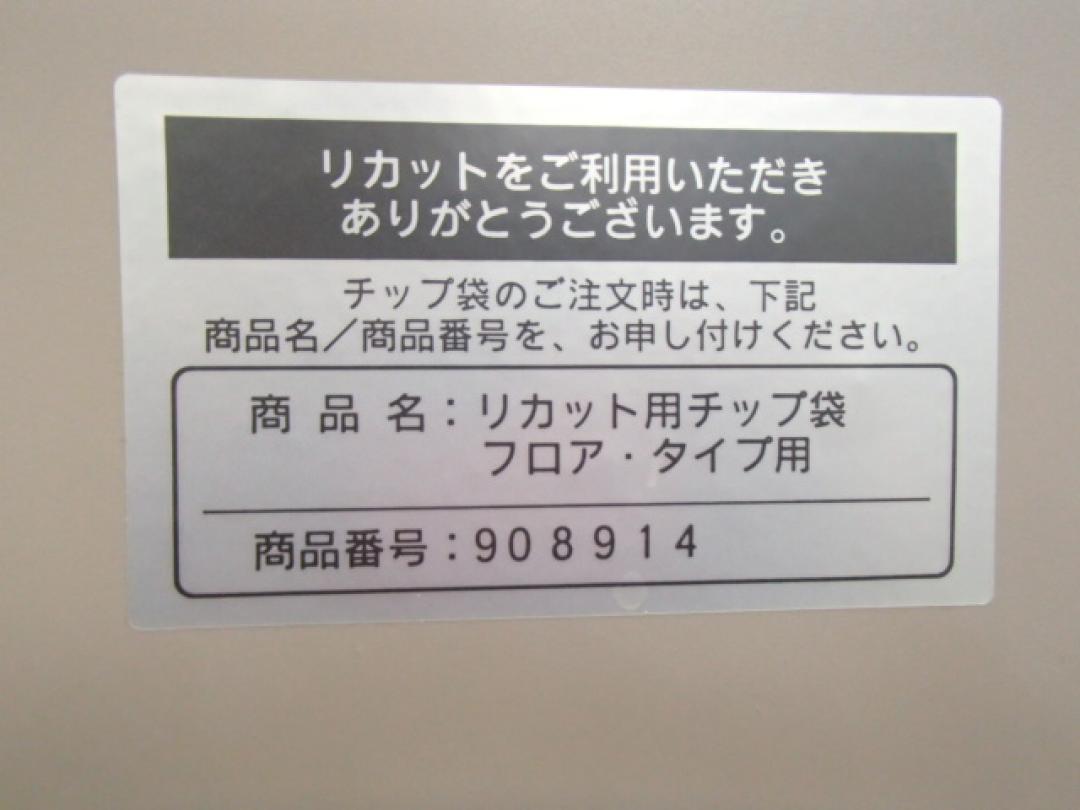 リカットをご利用いただき
ありがとうございます。
チップ袋のご注文時は、下記
商品名／商品番号を、お申し付けください。
商品名：リカット用チップ袋
フロア・タイプ用
商品番号：908914